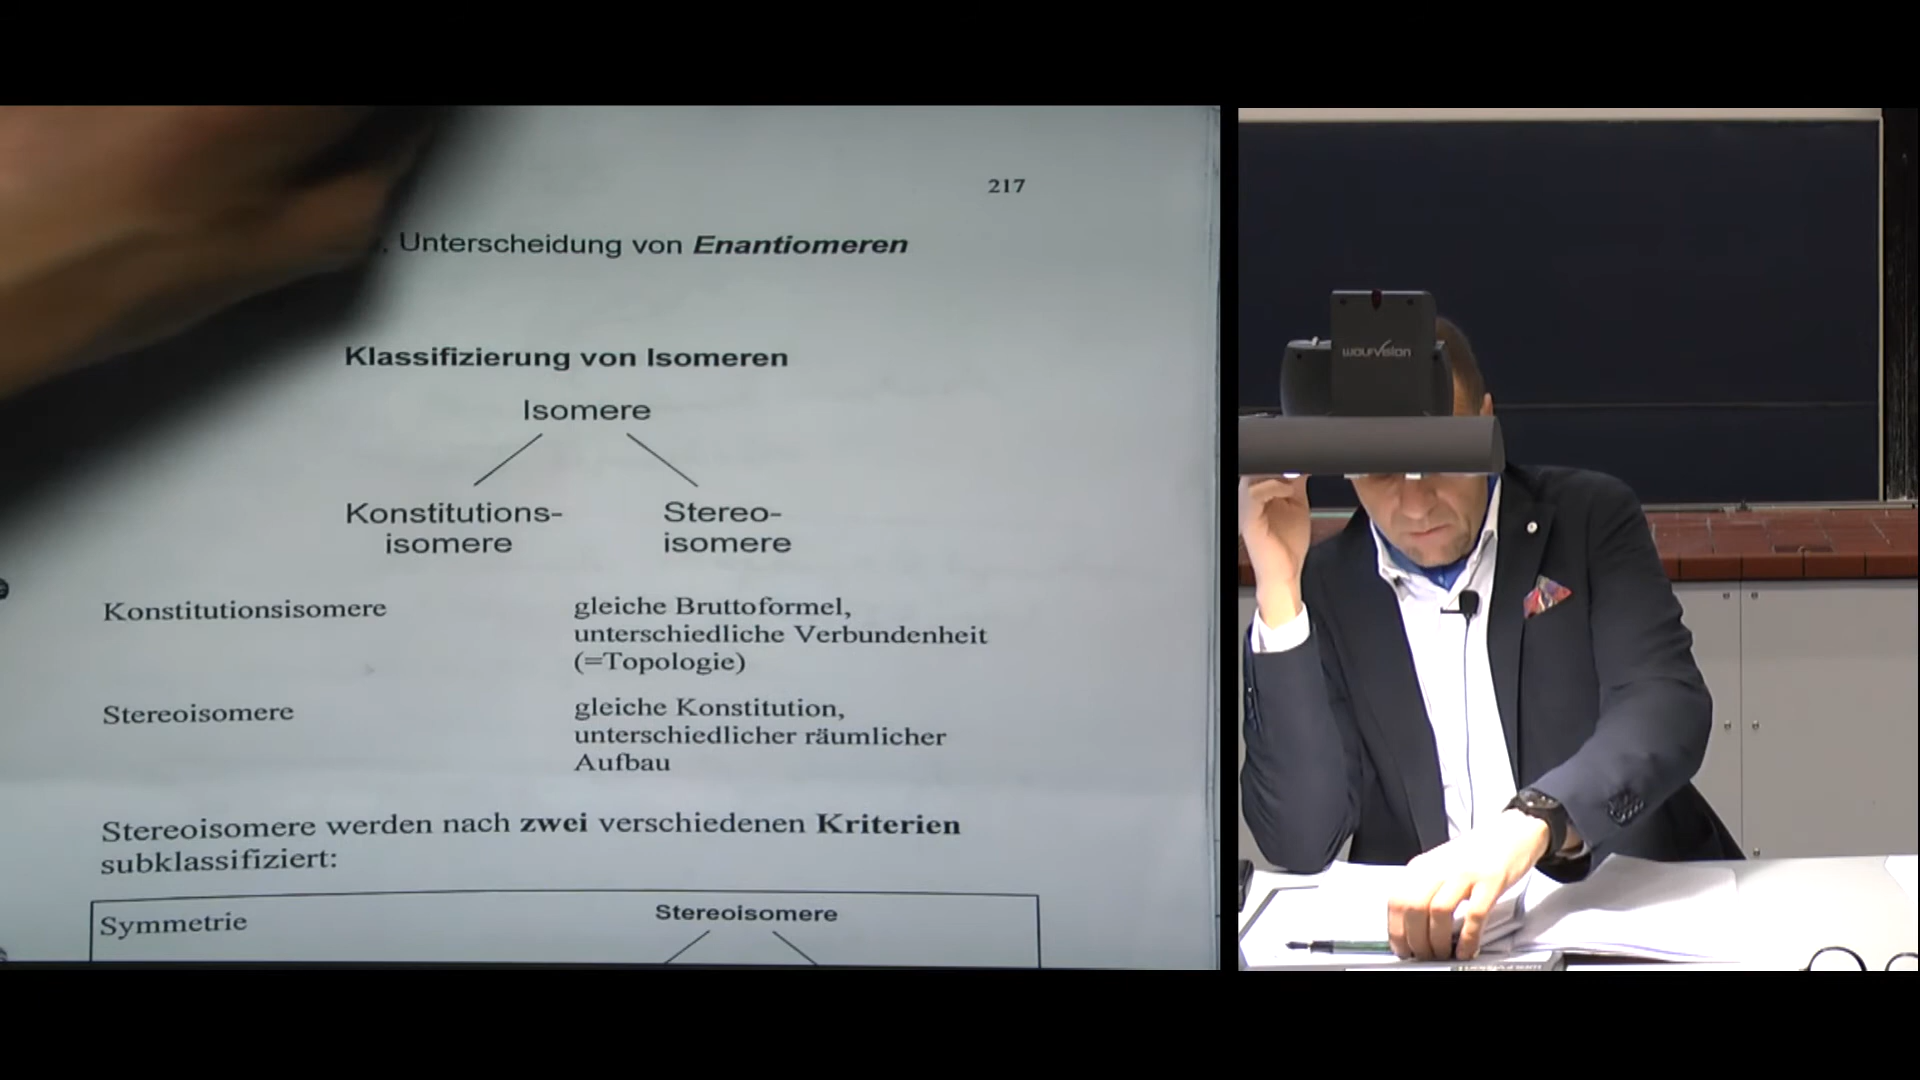 217
. Unterscheidung von Enantiomeren
Klassifizierung von Isomeren
Isomere
Konstitutions-
isomere
Stereo-
isomere
Konstitutionsisomere
gleiche Bruttoformel,
unterschiedliche Verbundenheit
(=Topologie)
Stereoisomere
gleiche Konstitution,
unterschiedlicher räumlicher
Aufbau
Stereoisomere werden nach zwei verschiedenen Kriterien
subklassifiziert:
Symmetrie
Stereoisomere
WOLFVISION